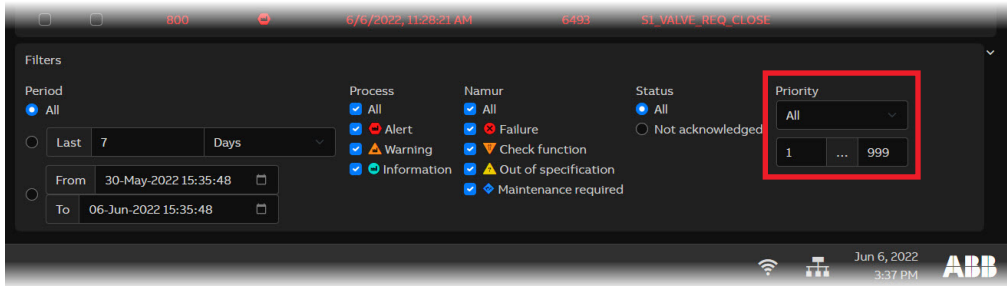 800 6/6/2022, 11:28:21 AM 6493 S1_VALVE_REQ_CLOSE
Filters
Period
All
Last 7 Days
From 30-May-2022 15:35:48
To 06-Jun-2022 15:35:48
Process
All
Alert
Warning
Information
Namur
All
Failure
Check function
Out of specification
Maintenance required
Status
All
Not acknowledged
Priority
All
1 ... 999
Jun 6, 2022
3:37 PM
ABB